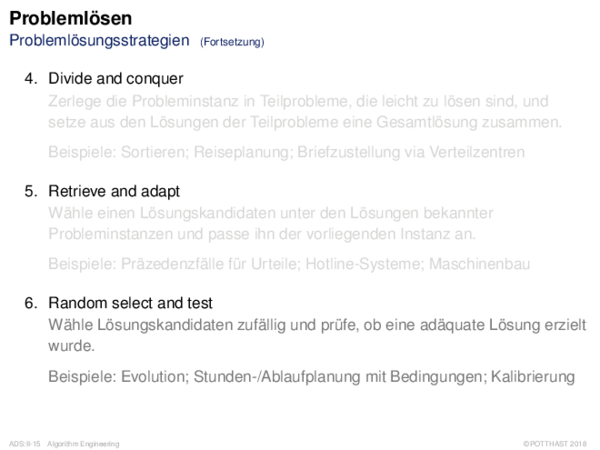 Problemlösen
Problemlösungsstrategien (Fortsetzung)
4. Divide and conquer
Zerlege die Probleminstanz in Teilprobleme, die leicht zu lösen sind, und
setze aus den Lösungen der Teilprobleme eine Gesamtlösung zusammen.
Beispiele: Sortieren; Reiseplanung; Briefzustellung via Verteilzentren
5. Retrieve and adapt
Wähle einen Lösungskandidaten unter den Lösungen bekannter
Probleminstanzen und passe ihn der vorliegenden Instanz an.
Beispiele: Präzedenzfälle für Urteile; Hotline-Systeme; Maschinenbau
6. Random select and test
Wähle Lösungskandidaten zufällig und prüfe, ob eine adäquate Lösung erzielt
wurde.
Beispiele: Evolution; Stunden-/Ablaufplanung mit Bedingungen; Kalibrierung
ADS:II-15 Algorithm Engineering
© POTTHAST 2018